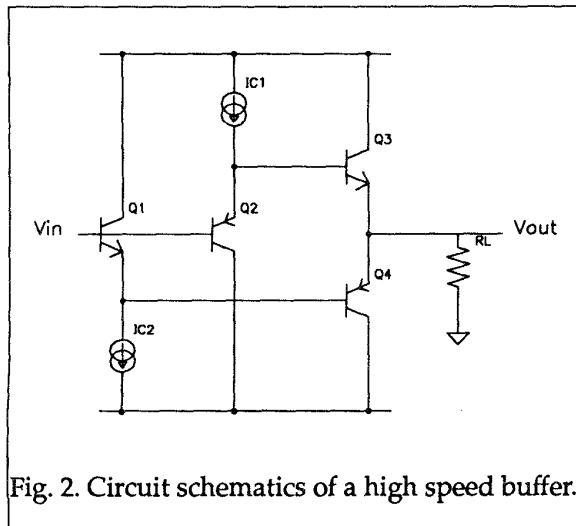 IC1
Q3
Q1
Q2
Vin
Vout
RL
Q4
IC2
Fig. 2. Circuit schematics of a high speed buffer.